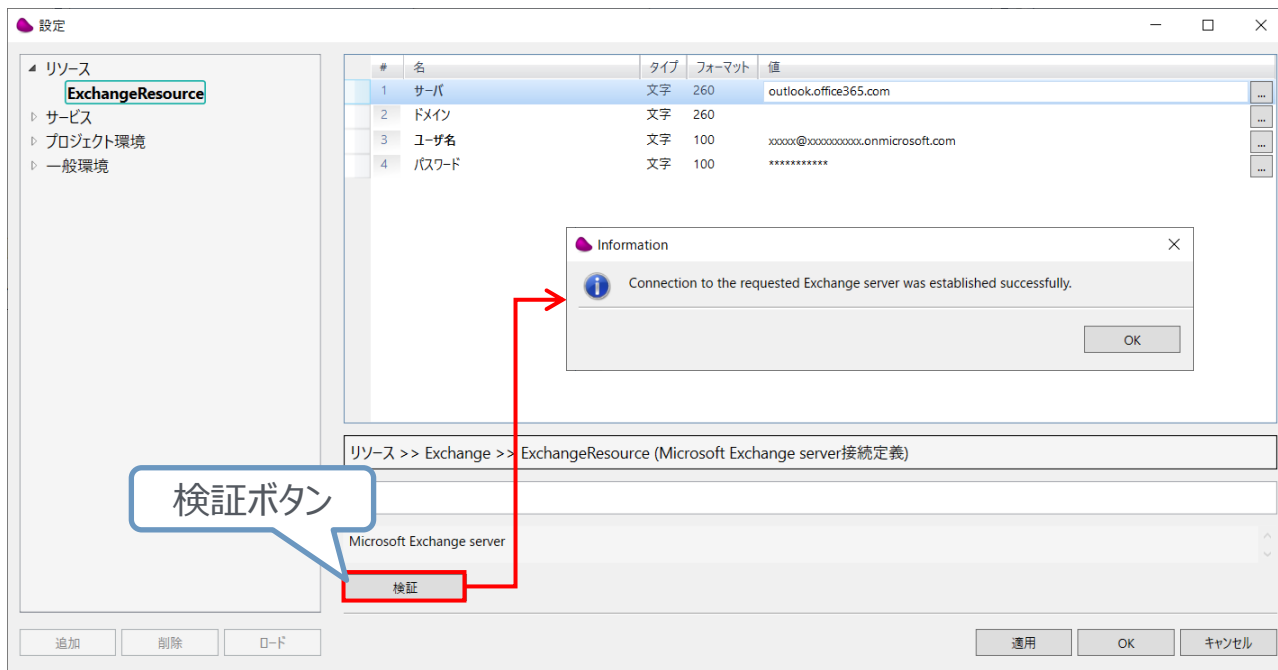 設定
リソース
ExchangeResource
サービス
プロジェクト環境
一般環境
# 名 タイプ フォーマット 値
1 サーバ 文字 260 outlook.office365.com ...
2 ドメイン 文字 260 ...
3 ユーザ名 文字 100 xxxxx@xxxxxxxxxx.onmicrosoft.com ...
4 パスワード 文字 100 *********** ...
Information
Connection to the requested Exchange server was established successfully.
OK
リソース >> Exchange >> ExchangeResource (Microsoft Exchange server接続定義)
検証ボタン
Microsoft Exchange server
検証
追加 削除 ロード 適用 OK キャンセル